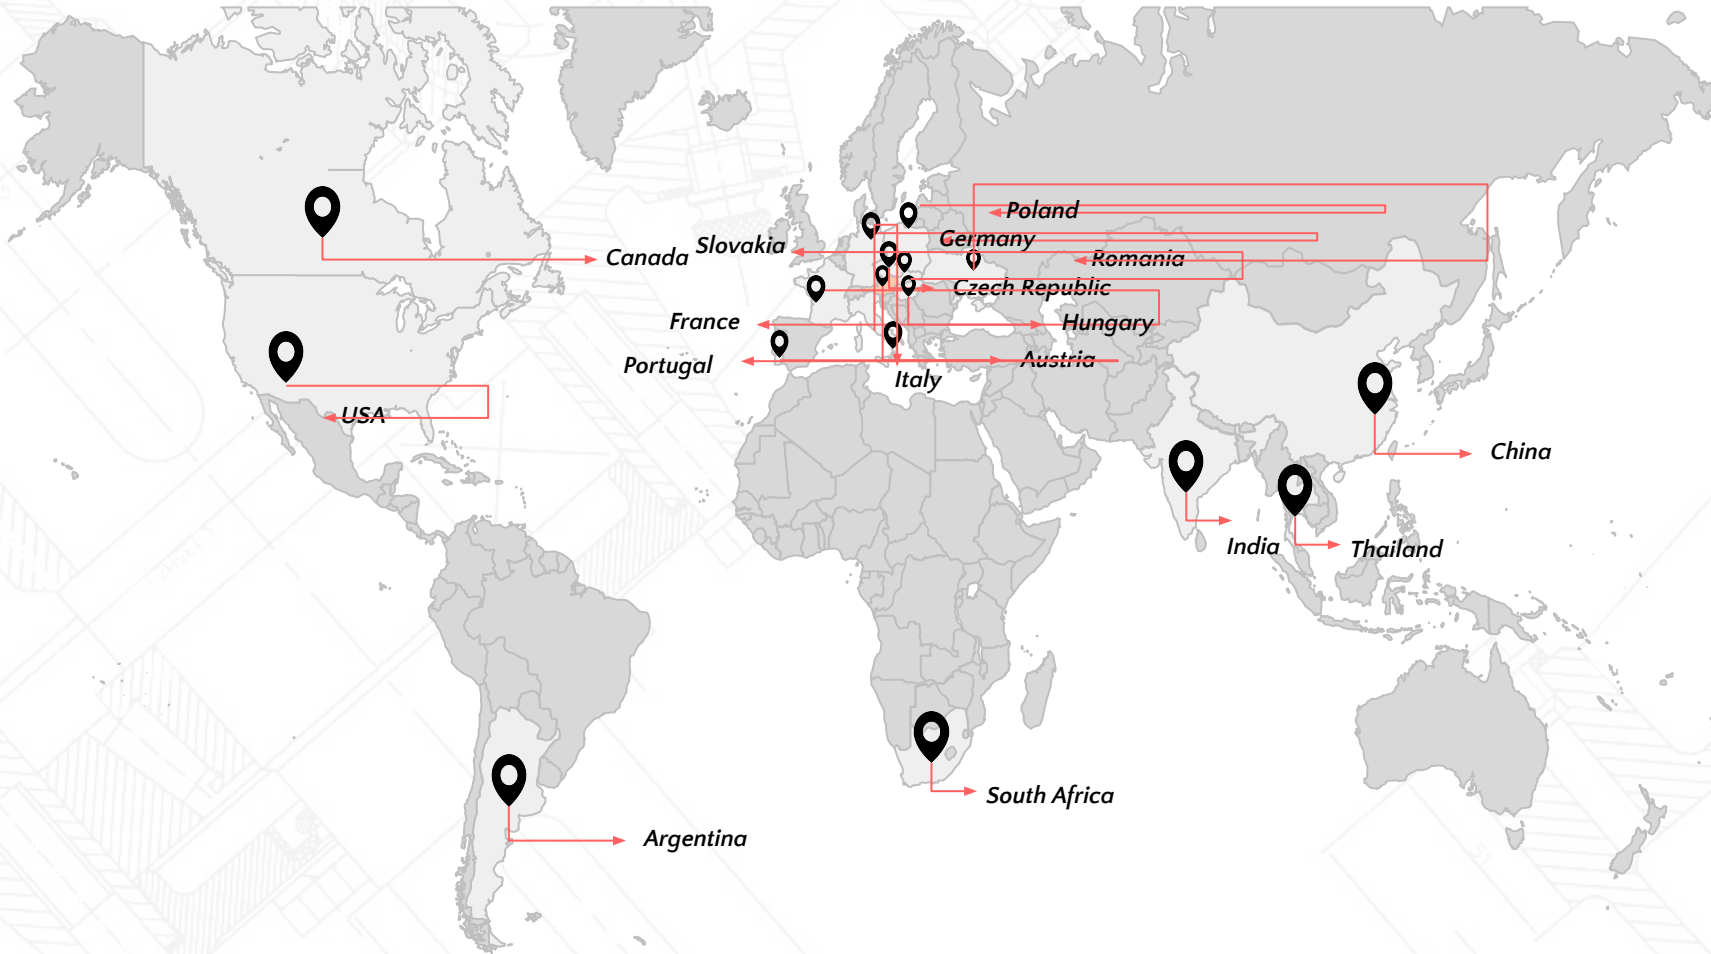 Poland
Slovakia
Germany
Canada
Romania
Czech Republic
France
Hungary
Portugal
Austria
Italy
USA
China
India
Thailand
South Africa
Argentina